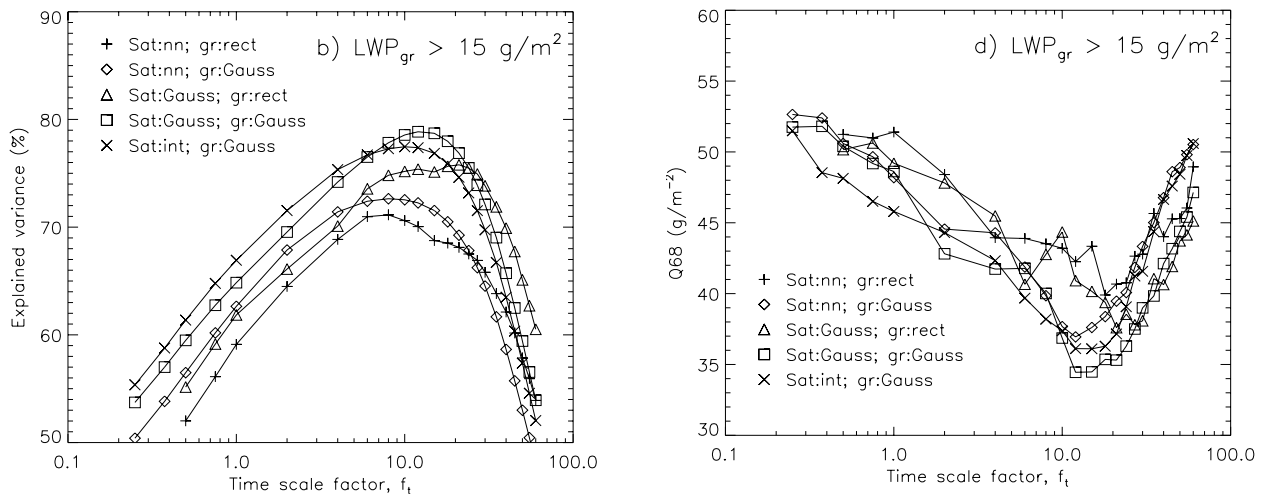 b) LWPgr > 15 g/m2
Sat:nn; gr:rect
Sat:nn; gr:Gauss
Sat:Gauss; gr:rect
Sat:Gauss; gr:Gauss
Sat:int; gr:Gauss
Explained variance (%)
90
80
70
60
50
0.1 1.0 10.0 100.0
Time scale factor, ft
d) LWPgr > 15 g/m2
Sat:nn; gr:rect
Sat:nn; gr:Gauss
Sat:Gauss; gr:rect
Sat:Gauss; gr:Gauss
Sat:int; gr:Gauss
Q68 (g/m−2)
60
55
50
45
40
35
30
0.1 1.0 10.0 100.0
Time scale factor, ft